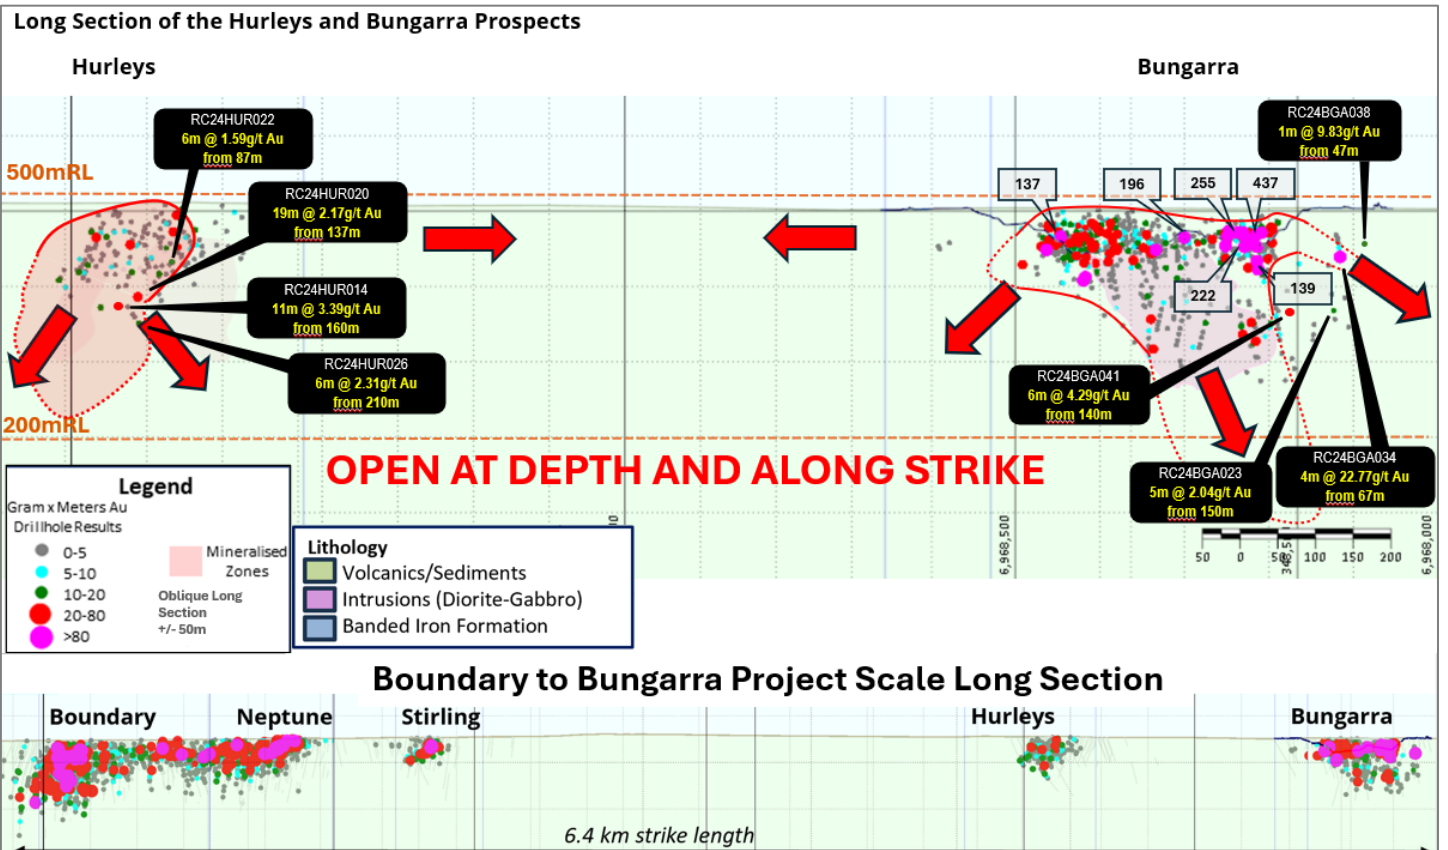 Long Section of the Hurleys and Bungarra Prospects
Hurleys
Bungarra
RC24HUR022
6m @ 1.59g/t Au
from 87m
RC24BGA038
1m @ 9.83g/t Au
from 47m
500mRL
137
196
255
437
RC24HUR020
19m @ 2.17g/t Au
from 137m
RC24HUR014
11m @ 3.39g/t Au
from 160m
222
139
RC24HUR026
6m @ 2.31g/t Au
from 210m
RC24BGA041
6m @ 4.29g/t Au
from 140m
200mRL
OPEN AT DEPTH AND ALONG STRIKE
RC24BGA023
5m @ 2.04g/t Au
from 150m
RC24BGA034
4m @ 22.77g/t Au
from 67m
6,968,500
6,968,000
50 0 50 100 150 200
Legend
Gram x Meters Au
Drillhole Results
0-5
5-10
10-20
20-80
>80
Mineralised
Zones
Oblique Long
Section
+/- 50m
Lithology
Volcanics/Sediments
Intrusions (Diorite-Gabbro)
Banded Iron Formation
Boundary to Bungarra Project Scale Long Section
Boundary
Neptune
Stirling
Hurleys
Bungarra
6.4 km strike length